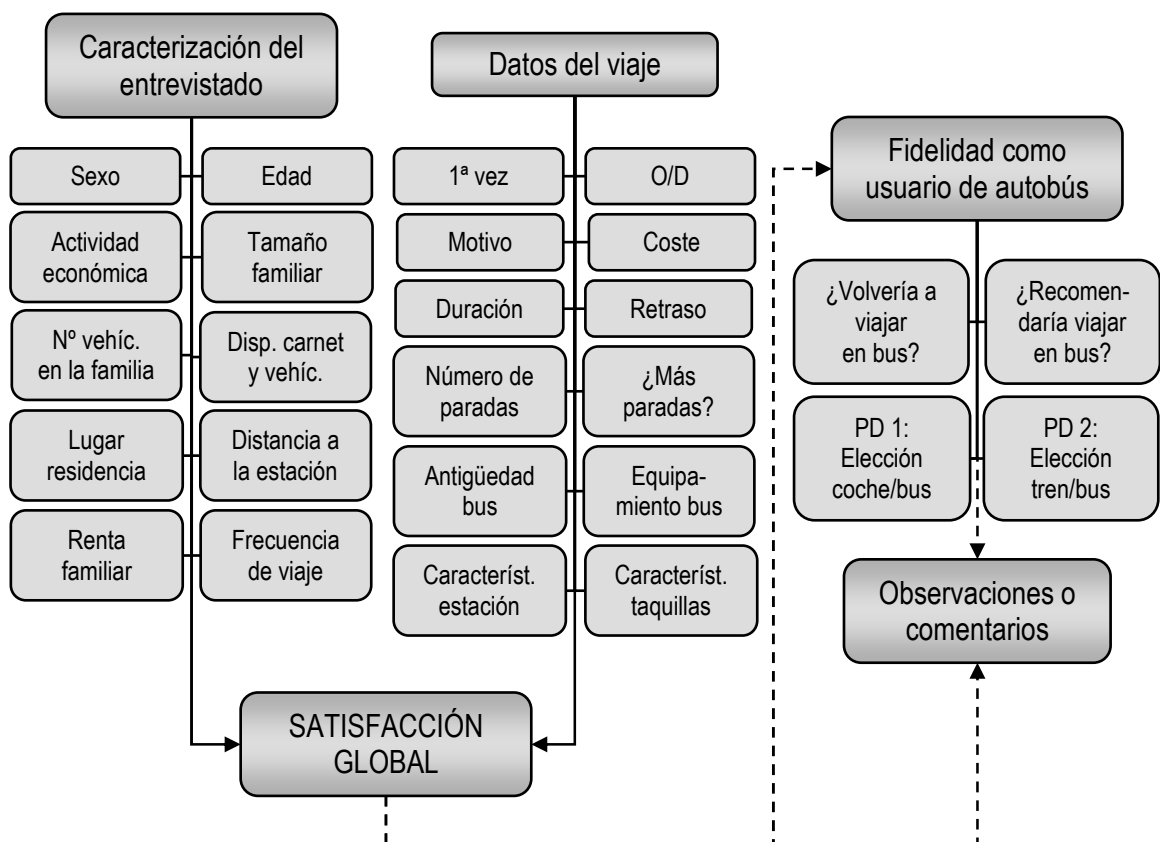 Caracterización del
entrevistado
Sexo
Edad
Actividad
económica
Tamaño
familiar
Nº vehíc.
en la familia
Disp. carnet
y vehíc.
Lugar
residencia
Distancia a
la estación
Renta
familiar
Frecuencia
de viaje
Datos del viaje
1ª vez
O/D
Motivo
Coste
Duración
Retraso
Número de
paradas
¿Más
paradas?
Antigüedad
bus
Equipa-
miento bus
Característ.
estación
Característ.
taquillas
SATISFACCIÓN
GLOBAL
Fidelidad como
usuario de autobús
¿Volvería a
viajar
en bus?
¿Recomen-
daría viajar
en bus?
PD 1:
Elección
coche/bus
PD 2:
Elección
tren/bus
Observaciones o
comentarios